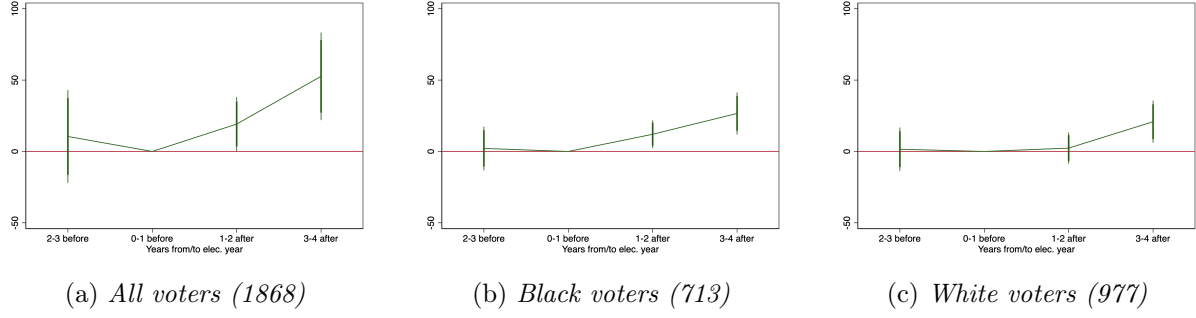 100
50
0
-50
2-3 before 0-1 before 1-2 after 3-4 after
Years from/to elec. year
(a) All voters (1868)
100
50
0
-50
2-3 before 0-1 before 1-2 after 3-4 after
Years from/to elec. year
(b) Black voters (713)
100
50
0
-50
2-3 before 0-1 before 1-2 after 3-4 after
Years from/to elec. year
(c) White voters (977)